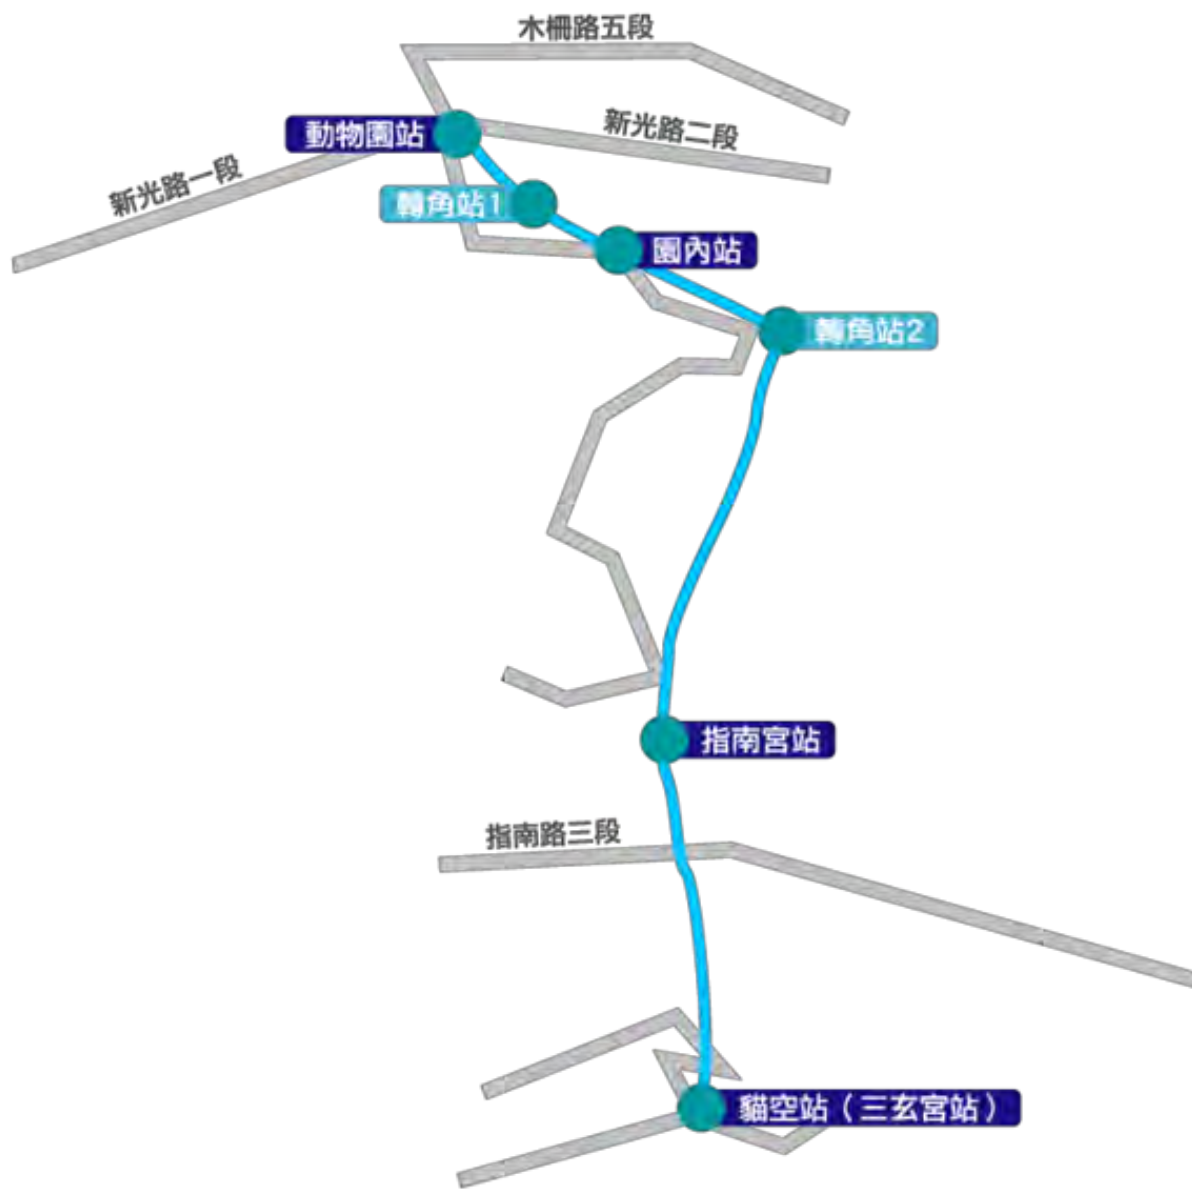 木柵路五段
新光路二段
動物園站
新光路一段
轉角站1
園內站
轉角站2
指南宮站
指南路三段
貓空站（三玄宮站）